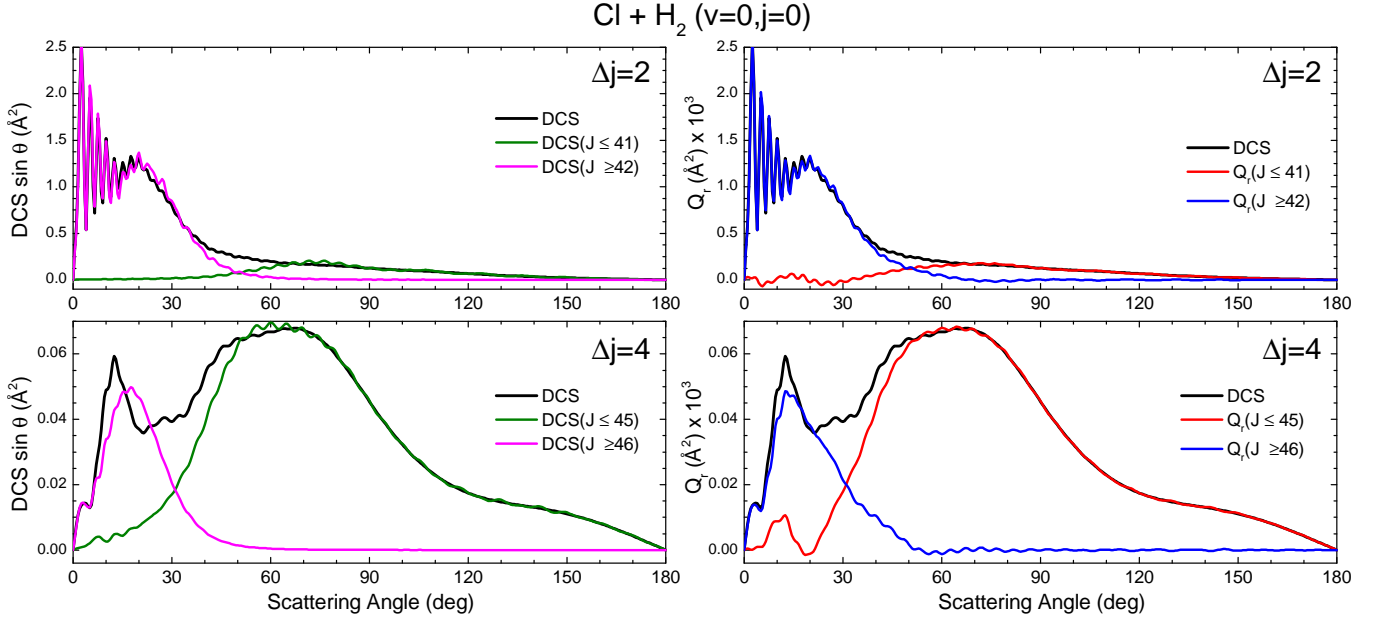 Cl + H₂ (v=0,j=0)
Δj=2
DCS sin θ (Å²)
2.5
2.0
1.5
1.0
0.5
0.0
DCS
DCS(J ≤ 41)
DCS(J ≥42)
0 30 60 90 120 150 180
Δj=2
Qᵣ (Å²) x 10³
2.5
2.0
1.5
1.0
0.5
0.0
DCS
Qᵣ(J ≤ 41)
Qᵣ(J ≥42)
0 30 60 90 120 150 180
Δj=4
DCS sin θ (Å²)
0.06
0.04
0.02
0.00
DCS
DCS(J ≤ 45)
DCS(J ≥46)
0 30 60 90 120 150 180
Scattering Angle (deg)
Δj=4
Qᵣ (Å²) x 10³
0.06
0.04
0.02
0.00
DCS
Qᵣ(J ≤ 45)
Qᵣ(J ≥46)
0 30 60 90 120 150 180
Scattering Angle (deg)